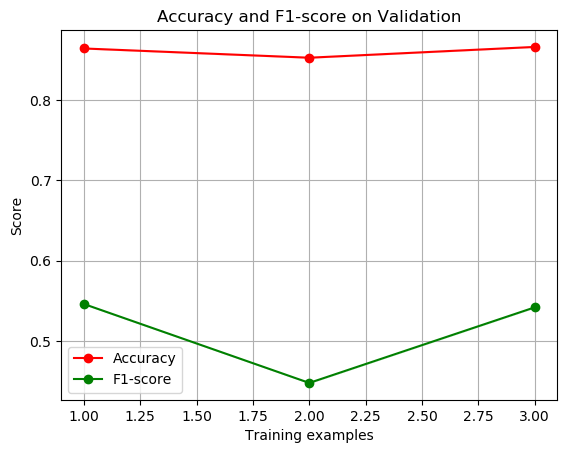 Accuracy and F1-score on Validation
Score
0.8
0.7
0.6
0.5
Accuracy
F1-score
1.00 1.25 1.50 1.75 2.00 2.25 2.50 2.75 3.00
Training examples